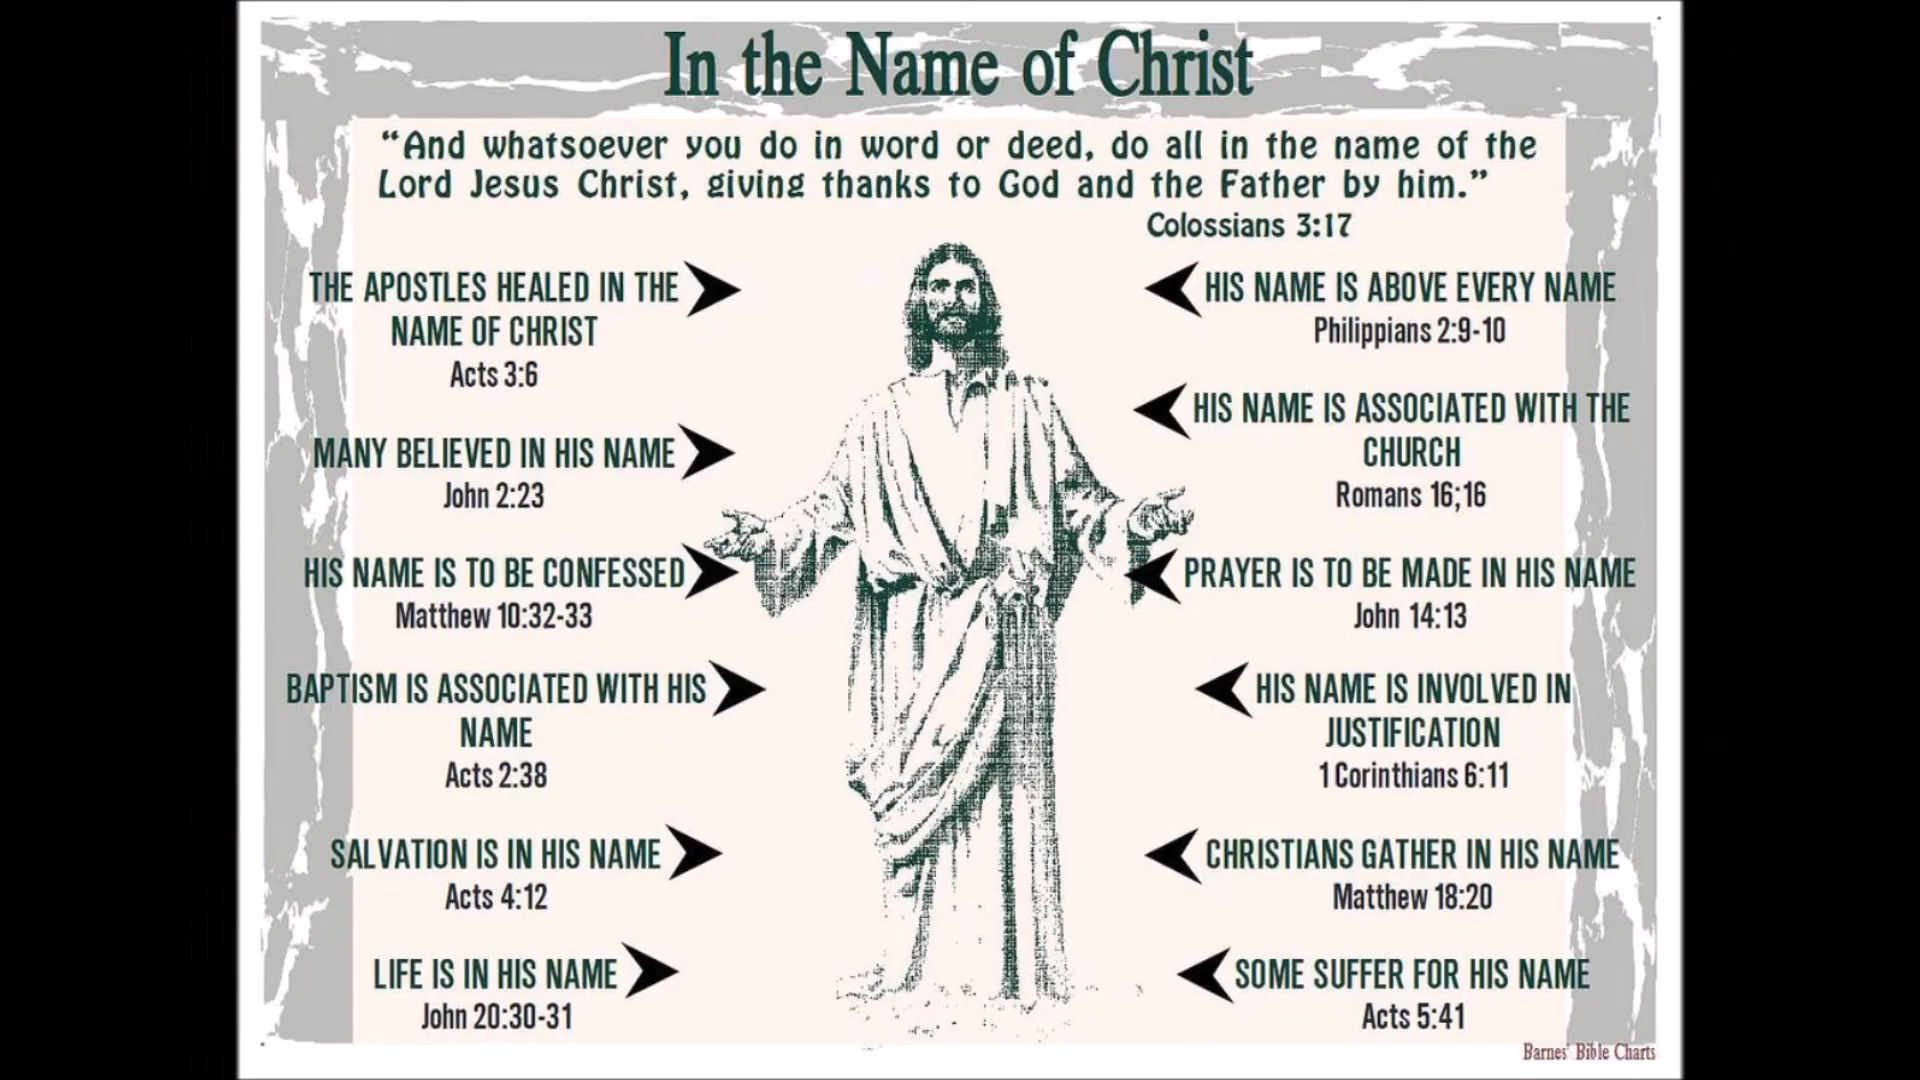 In the Name of Christ
“And whatsoever you do in word or deed, do all in the name of the
Lord Jesus Christ, giving thanks to God and the Father by him.”
Colossians 3:17
THE APOSTLES HEALED IN THE
NAME OF CHRIST
Acts 3:6
MANY BELIEVED IN HIS NAME
John 2:23
HIS NAME IS TO BE CONFESSED
Matthew 10:32-33
BAPTISM IS ASSOCIATED WITH HIS
NAME
Acts 2:38
SALVATION IS IN HIS NAME
Acts 4:12
LIFE IS IN HIS NAME
John 20:30-31
HIS NAME IS ABOVE EVERY NAME
Philippians 2:9-10
HIS NAME IS ASSOCIATED WITH THE
CHURCH
Romans 16;16
PRAYER IS TO BE MADE IN HIS NAME
John 14:13
HIS NAME IS INVOLVED IN
JUSTIFICATION
1 Corinthians 6:11
CHRISTIANS GATHER IN HIS NAME
Matthew 18:20
SOME SUFFER FOR HIS NAME
Acts 5:41
Barnes' Bible Charts